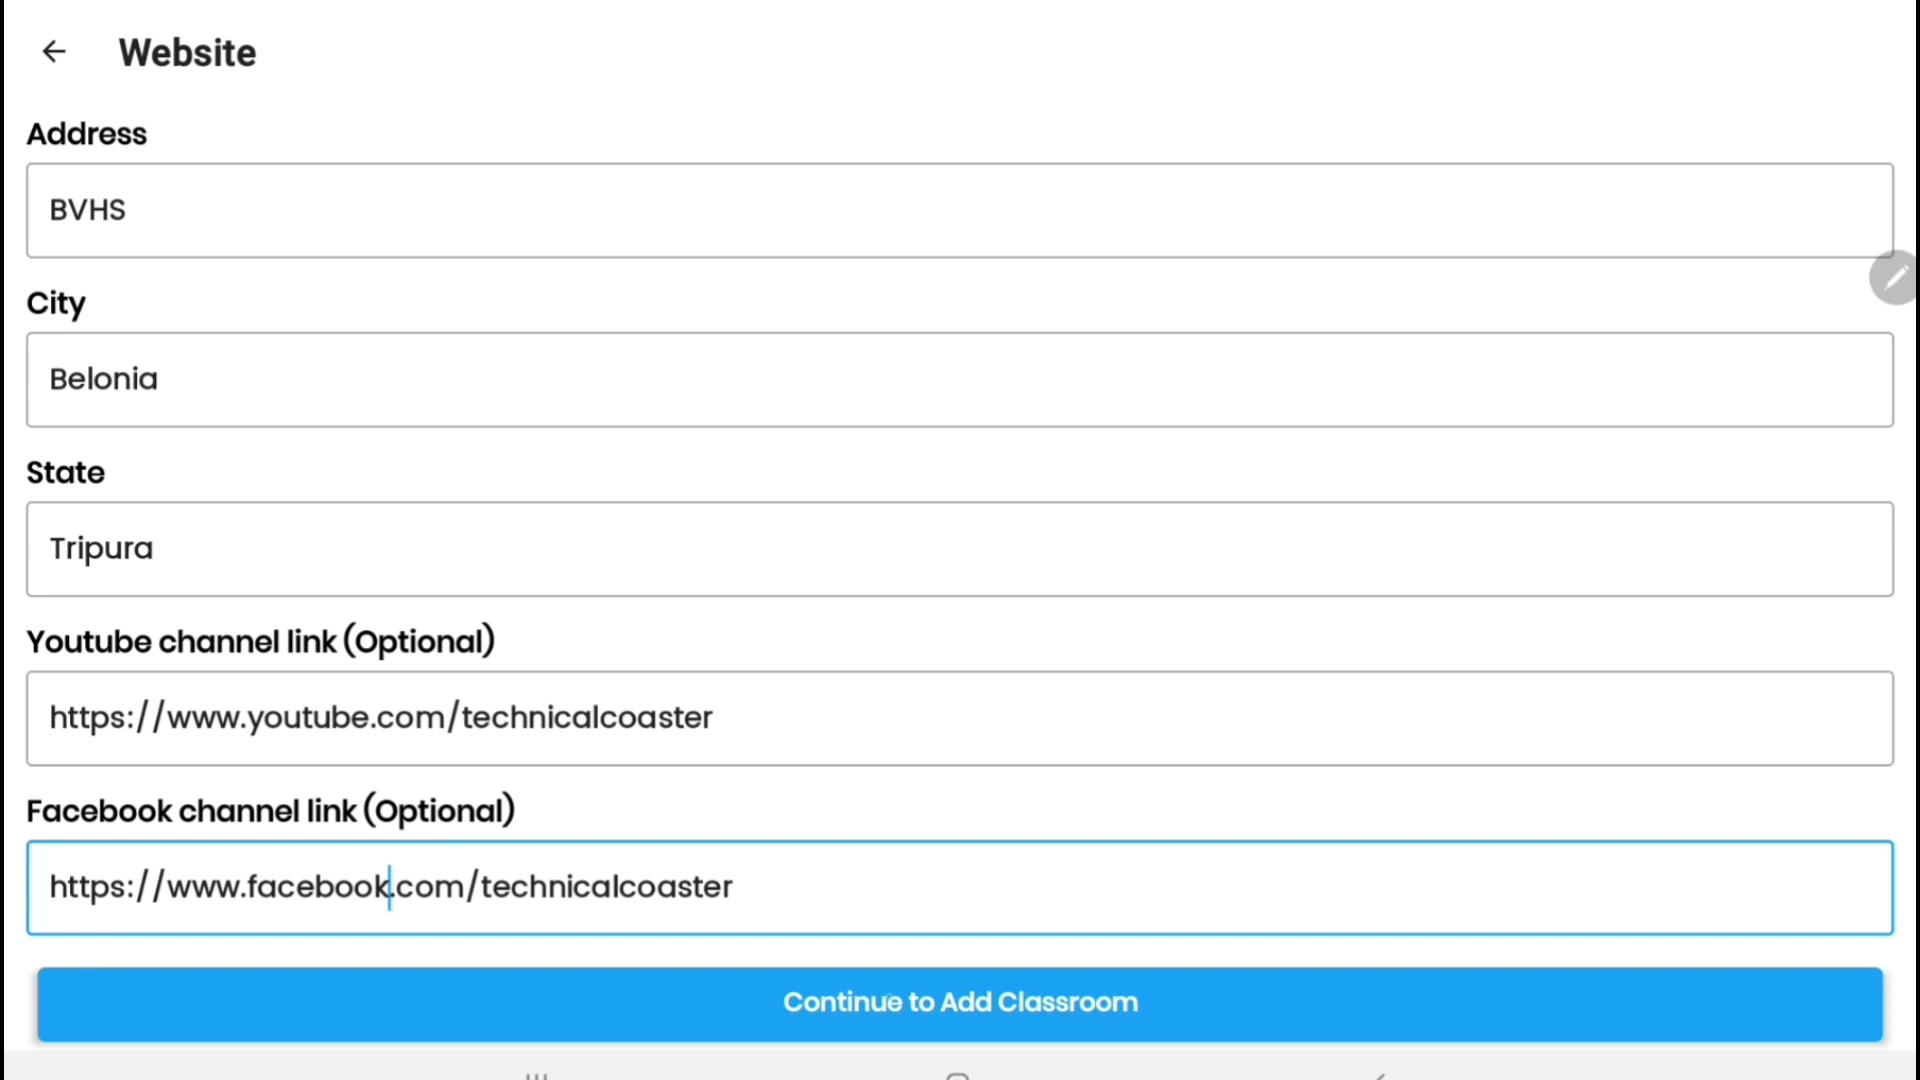 Website
Address
BVHS
City
Belonia
State
Tripura
Youtube channel link (Optional)
https://www.youtube.com/technicalcoaster
Facebook channel link (Optional)
https://www.facebook.com/technicalcoaster
Continue to Add Classroom